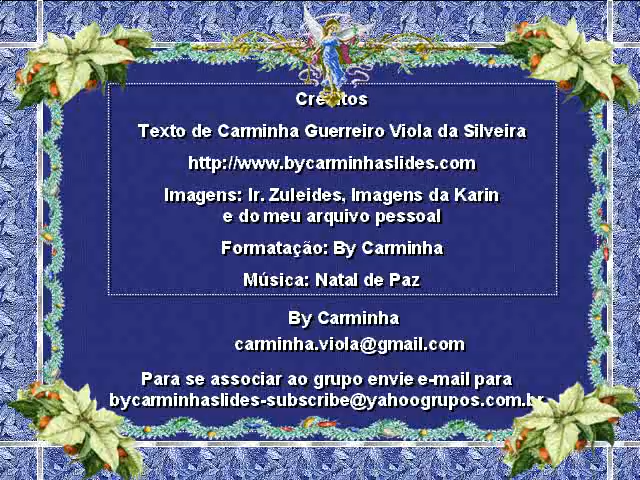 Créditos
Texto de Carminha Guerreiro Viola da Silveira
http://www.bycarminhaslides.com
Imagens: Ir. Zuleides, Imagens da Karin
e do meu arquivo pessoal
Formatação: By Carminha
Música: Natal de Paz
By Carminha
carminha.viola@gmail.com
Para se associar ao grupo envie e-mail para
bycarminhaslides-subscribe@yahoogrupos.com.br